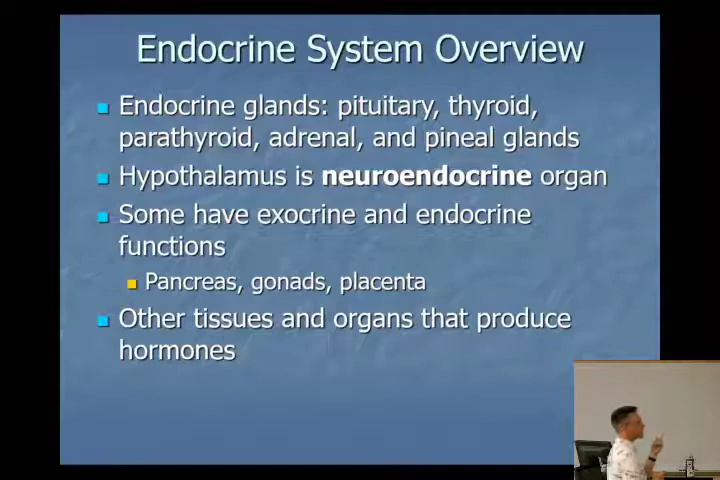 Endocrine System Overview
Endocrine glands: pituitary, thyroid,
parathyroid, adrenal, and pineal glands
Hypothalamus is neuroendocrine organ
Some have exocrine and endocrine
functions
Pancreas, gonads, placenta
Other tissues and organs that produce
hormones